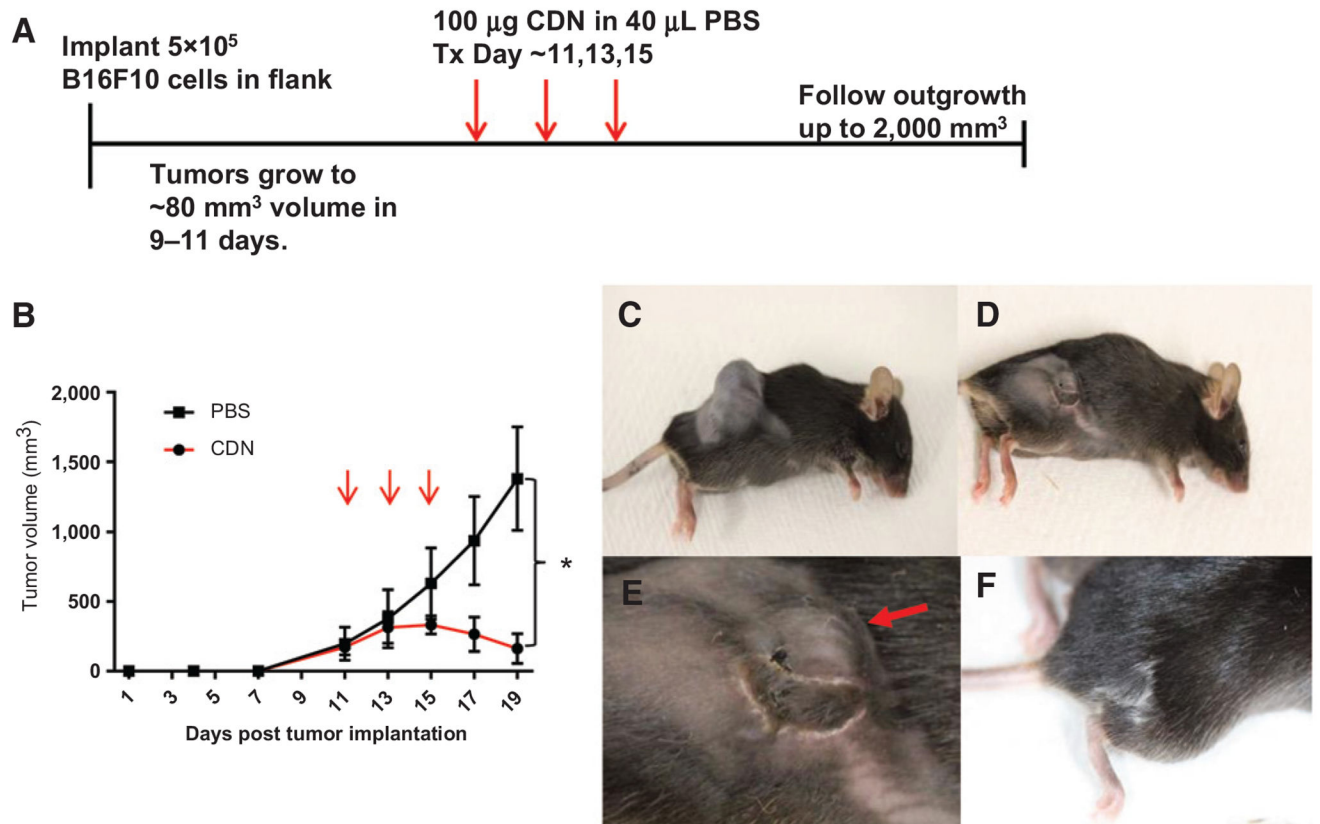 A
Implant 5×10⁵
B16F10 cells in flank
100 µg CDN in 40 µL PBS
Tx Day ~11,13,15
Follow outgrowth
up to 2,000 mm³
Tumors grow to
~80 mm³ volume in
9–11 days.
B
Tumor volume (mm³)
2,000
1,500
1,000
500
0
PBS
CDN
*
1 3 5 7 9 11 13 15 17 19
Days post tumor implantation
C
D
E
F